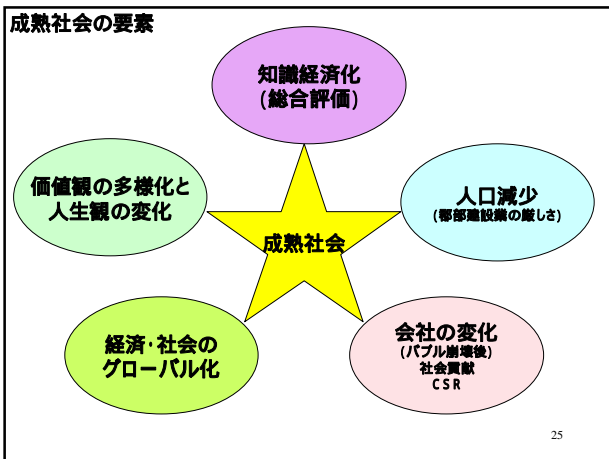 成熟社会の要素
知識経済化
(総合評価)
価値観の多様化と
人生観の変化
人口減少
(郡部建設業の厳しさ)
成熟社会
経済・社会の
グローバル化
会社の変化
(バブル崩壊後)
社会貢献
CSR
25